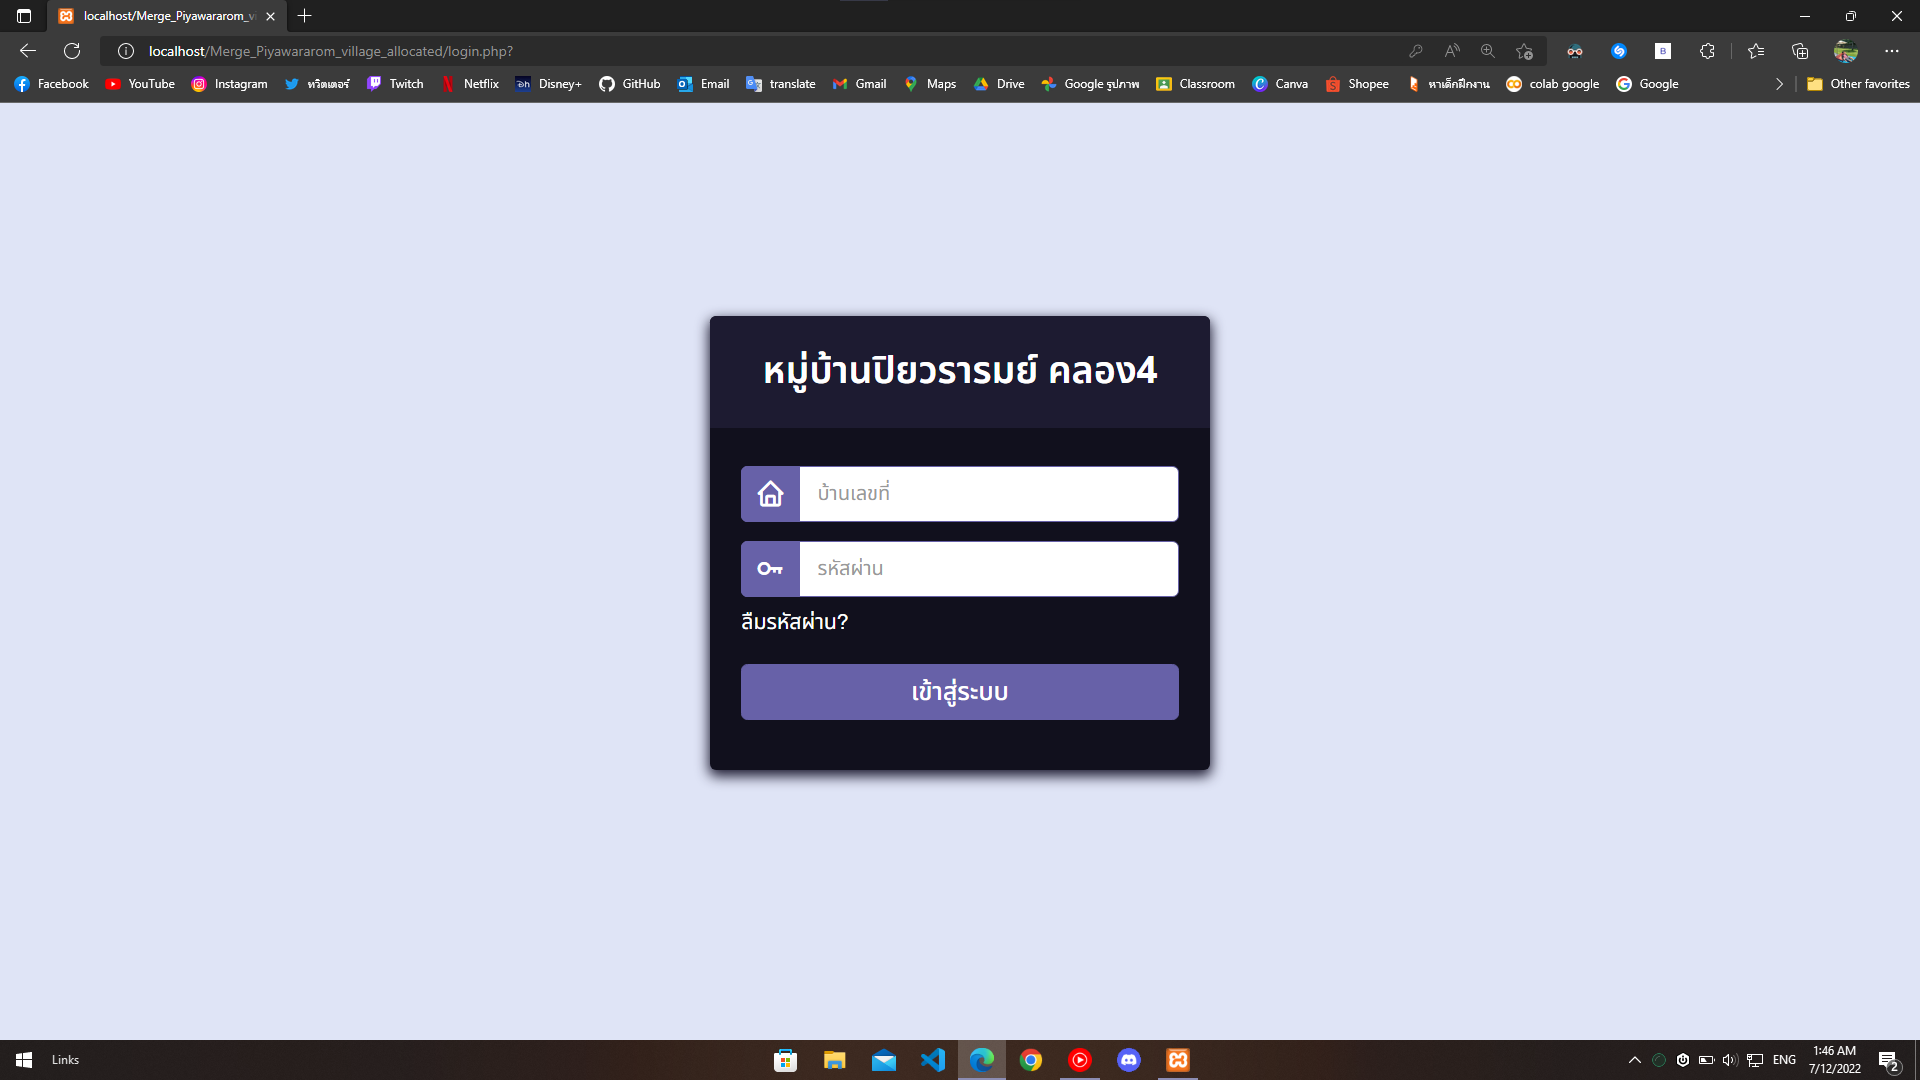 localhost/Merge_Piyawararom_vi
localhost/Merge_Piyawararom_village_allocated/login.php?
Facebook YouTube Instagram ทวิตเตอร์ Twitch Netflix Disney+ GitHub Email translate Gmail Maps Drive Google รูปภาพ Classroom Canva Shopee หาเด็กฝึกงาน colab google Google Other favorites
หมู่บ้านปิยวรารมย์ คลอง4
บ้านเลขที่
รหัสผ่าน
ลืมรหัสผ่าน?
เข้าสู่ระบบ
Links
ENG
1:46 AM
7/12/2022
2